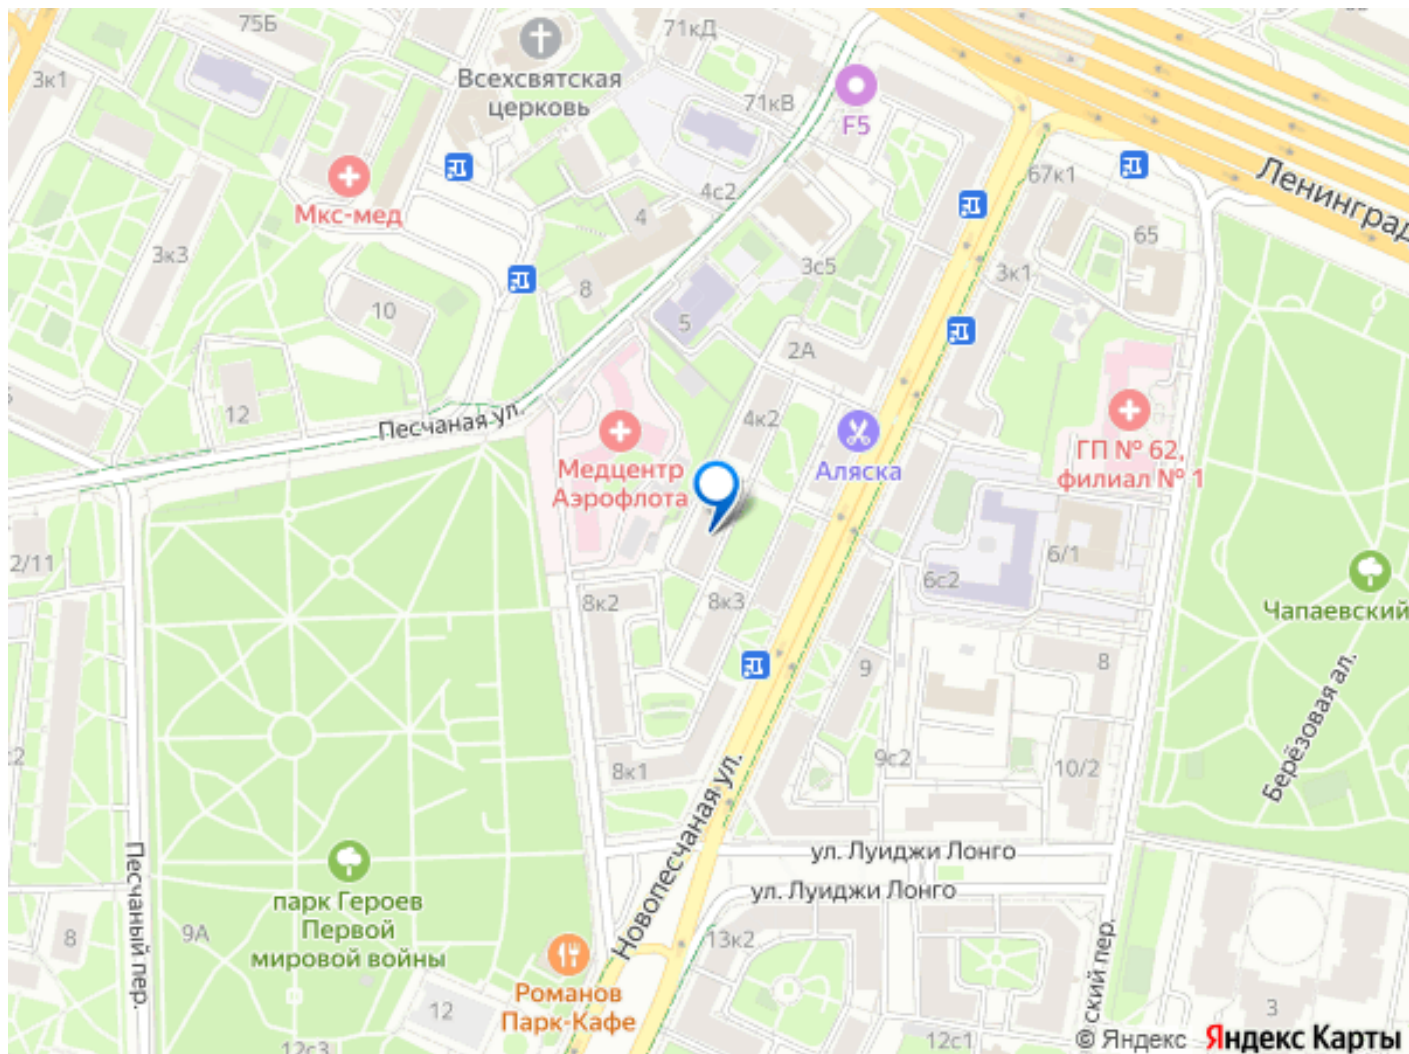 75Б
71кД
3к1
Всехсвятская
церковь
71кВ
F5
Ленинград
67к1
4с2
Мкс-мед
4
65
3к3
3с5
3к1
8
10
5
2А
12
Песчаная ул.
4к2
Медцентр
Аэрофлота
Аляска
ГП № 62,
филиал № 1
2/11
6/1
6с2
8к2
8к3
Чапаевский
9
8
Берёзовая ал.
8к1
9с2
10/2
Новопесчаная ул.
ул. Луиджи Лонго
ул. Луиджи Лонго
Песчаный пер.
парк Героев
Первой
мировой войны
9А
8
13к2
Романов
Парк-Кафе
12
12с3
12с1
ский пер.
3
© Яндекс Яндекс Карты